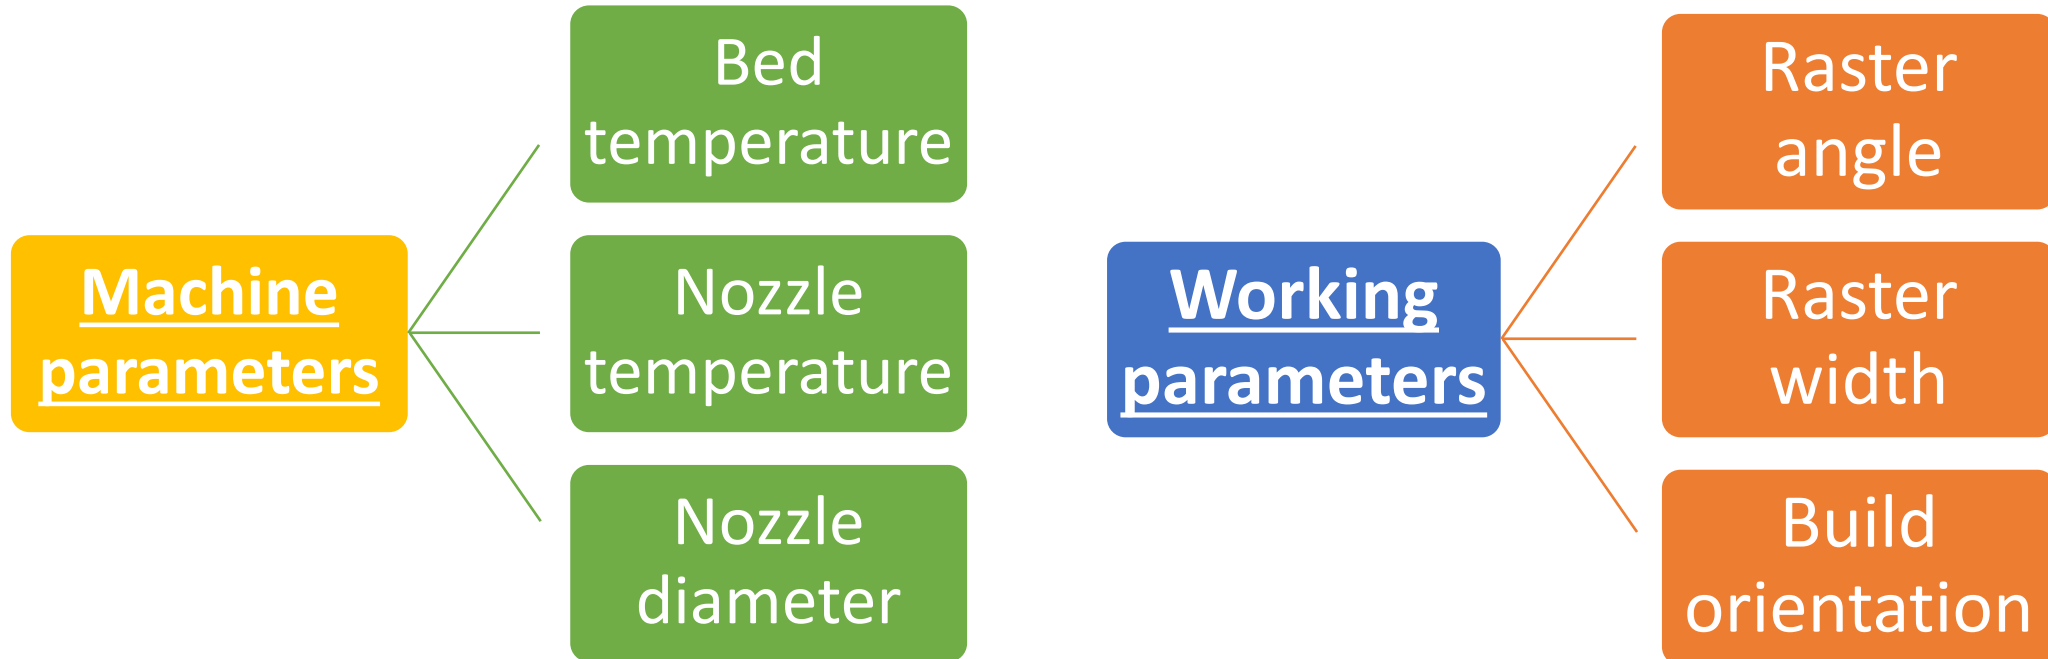 Machine
parameters
Bed
temperature
Nozzle
temperature
Nozzle
diameter
Working
parameters
Raster
angle
Raster
width
Build
orientation